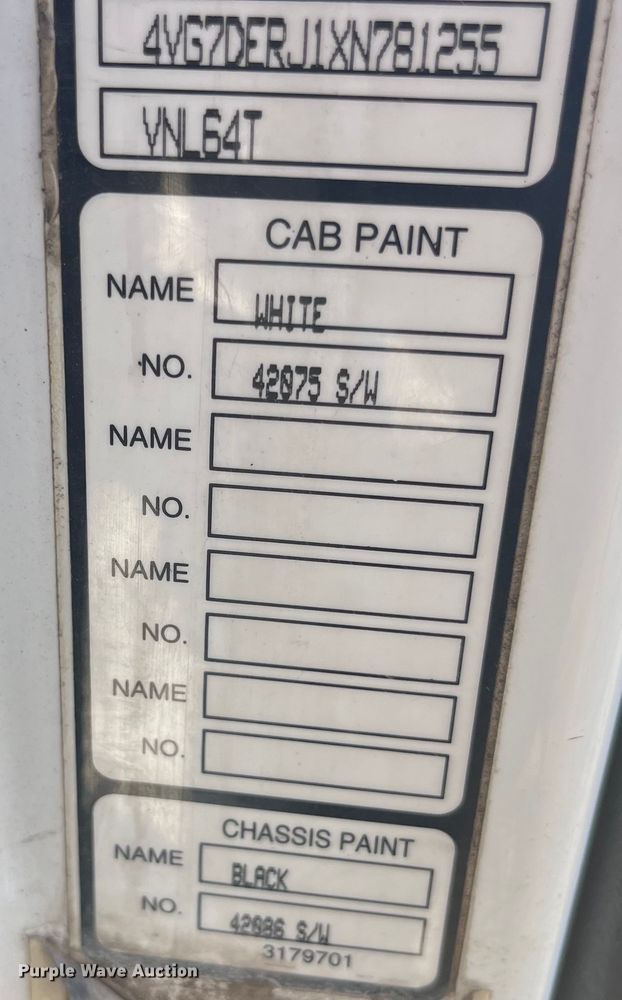 4VG7DERJ1XN781255
VNL64T
CAB PAINT
NAME WHITE
NO. 42075 S/W
NAME
NO.
NAME
NO.
NAME
NO.
CHASSIS PAINT
NAME BLACK
NO. 42086 S/W
3179701
Purple Wave Auction